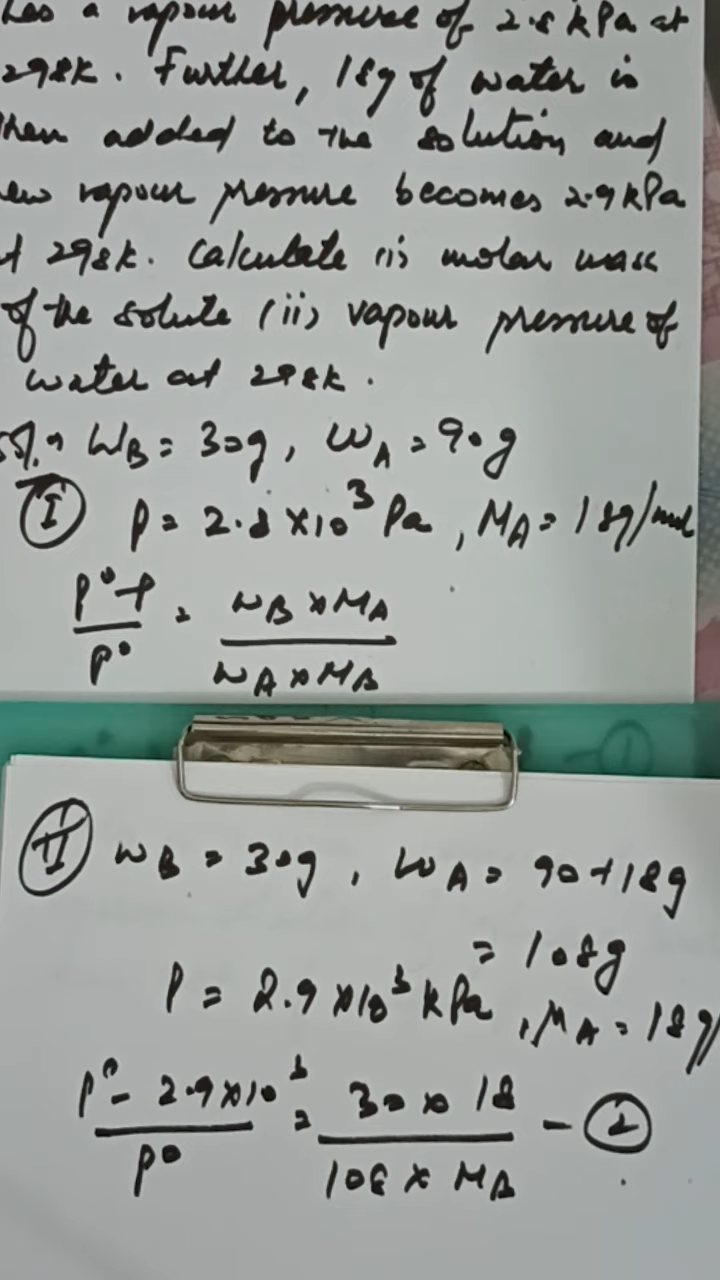 has a vapour pressure of 2.8 kPa at
298K. Further, 18g of water is
then added to the solution and
new vapour pressure becomes 2.9 kPa
at 298K. Calculate (i) molar mass
of the solute (ii) vapour pressure of
water at 298K.
WB = 30g, WA = 90g
(I) P = 2.8 × 10³ Pa, MA = 18g/mol
P° - P / P° = WB × MA / WA × MB
(II) WB = 30g, WA = 90 + 18g
= 108g
P = 2.9 × 10³ kPa, MA = 18g/
P° - 2.9 × 10³ / P° = 30 × 18 / 108 × MB - (2)